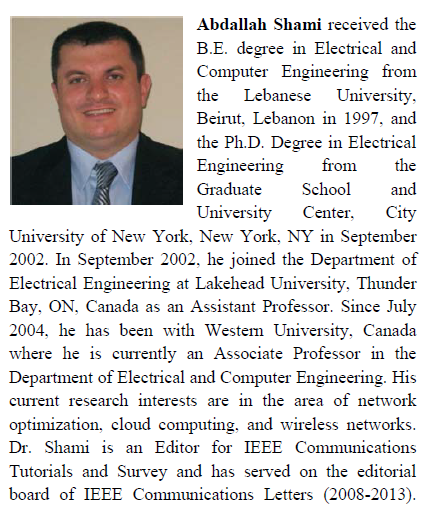 Abdallah Shami received the
B.E. degree in Electrical and
Computer Engineering from
the Lebanese University,
Beirut, Lebanon in 1997, and
the Ph.D. Degree in Electrical
Engineering from the
Graduate School and
University Center, City
University of New York, New York, NY in September
2002. In September 2002, he joined the Department of
Electrical Engineering at Lakehead University, Thunder
Bay, ON, Canada as an Assistant Professor. Since July
2004, he has been with Western University, Canada
where he is currently an Associate Professor in the
Department of Electrical and Computer Engineering. His
current research interests are in the area of network
optimization, cloud computing, and wireless networks.
Dr. Shami is an Editor for IEEE Communications
Tutorials and Survey and has served on the editorial
board of IEEE Communications Letters (2008-2013).